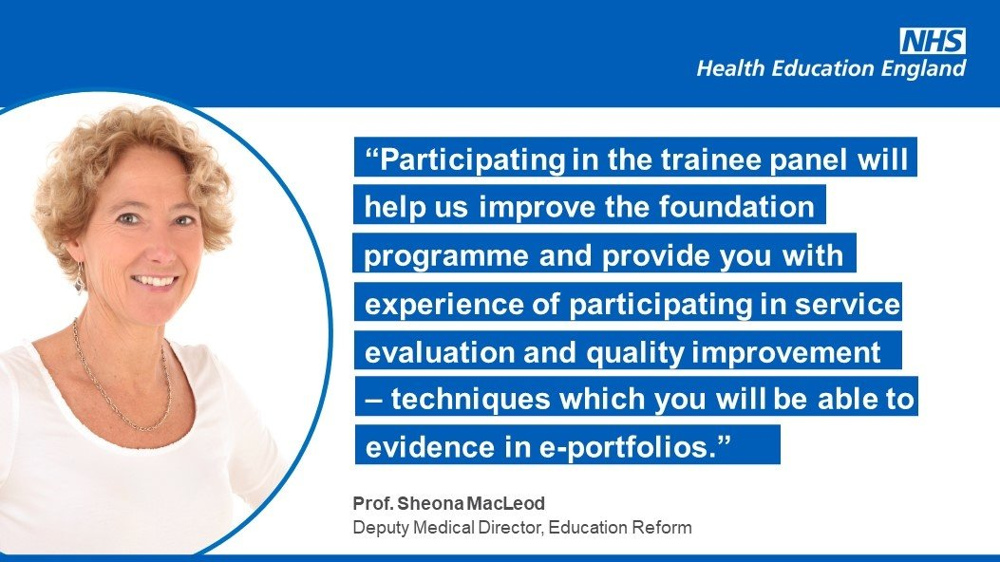 NHS
Health Education England
“Participating in the trainee panel will
help us improve the foundation
programme and provide you with
experience of participating in service
evaluation and quality improvement
– techniques which you will be able to
evidence in e-portfolios.”
Prof. Sheona MacLeod
Deputy Medical Director, Education Reform